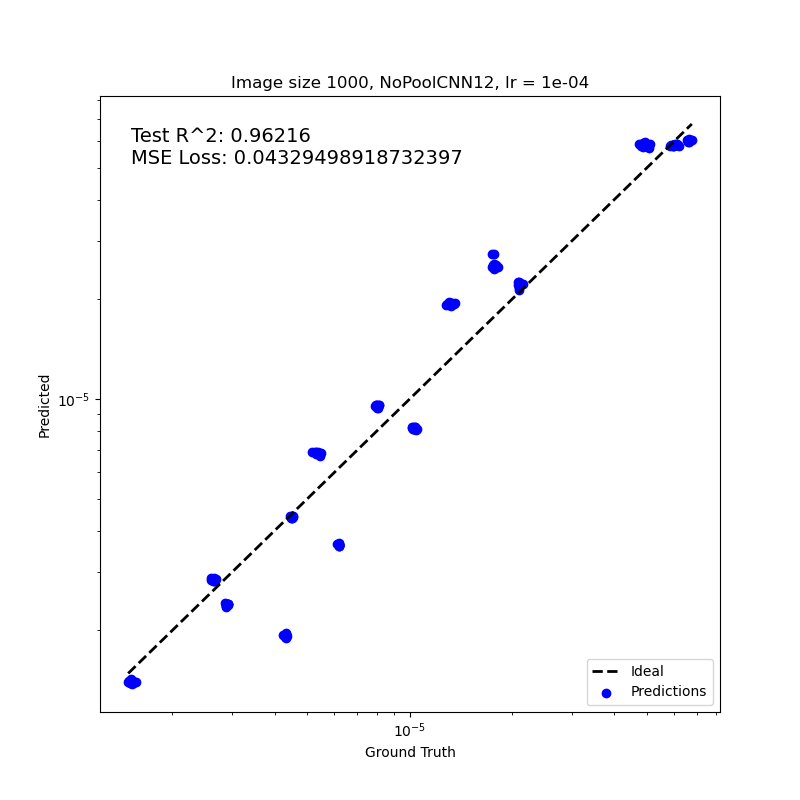 Image size 1000, NoPoolCNN12, lr = 1e-04
Test R^2: 0.96216
MSE Loss: 0.04329498918732397
Predicted
10⁻⁵
Ideal
Predictions
10⁻⁵
Ground Truth